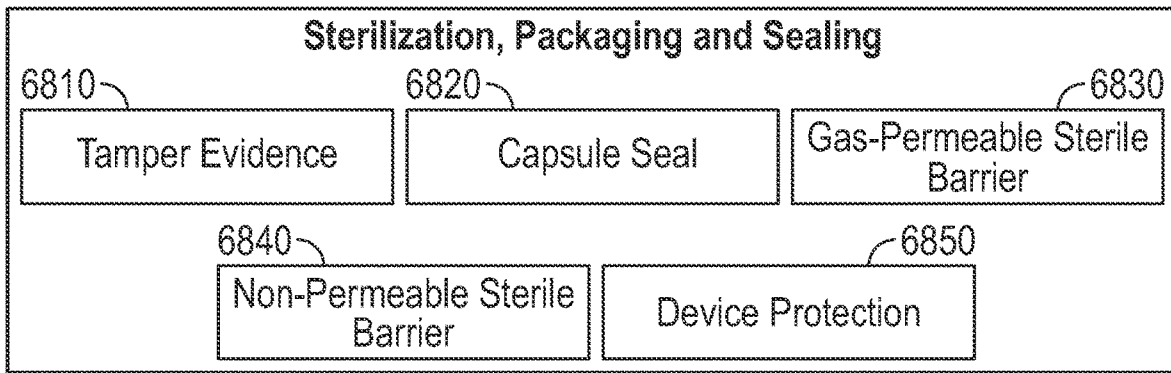 Sterilization, Packaging and Sealing
6810
6820
6830
Tamper Evidence
Capsule Seal
Gas-Permeable Sterile
Barrier
6840
6850
Non-Permeable Sterile
Barrier
Device Protection